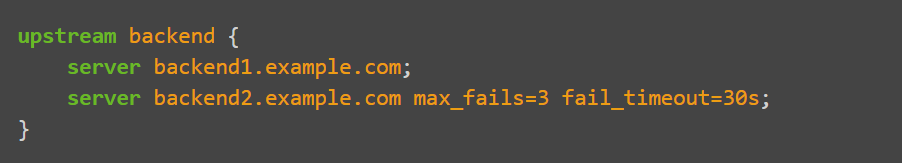 upstream backend {
    server backend1.example.com;
    server backend2.example.com max_fails=3 fail_timeout=30s;
}